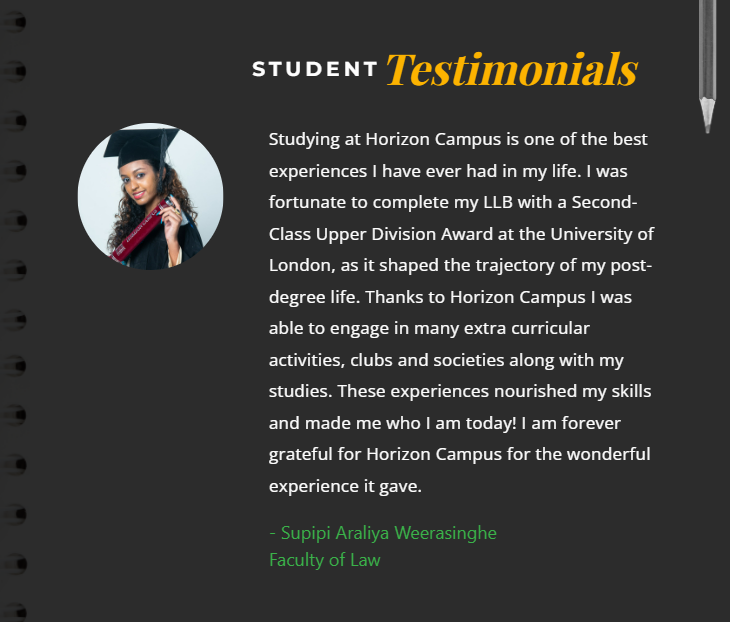 STUDENT Testimonials
Studying at Horizon Campus is one of the best
experiences I have ever had in my life. I was
fortunate to complete my LLB with a Second-
Class Upper Division Award at the University of
London, as it shaped the trajectory of my post-
degree life. Thanks to Horizon Campus I was
able to engage in many extra curricular
activities, clubs and societies along with my
studies. These experiences nourished my skills
and made me who I am today! I am forever
grateful for Horizon Campus for the wonderful
experience it gave.
- Supipi Araliya Weerasinghe
Faculty of Law